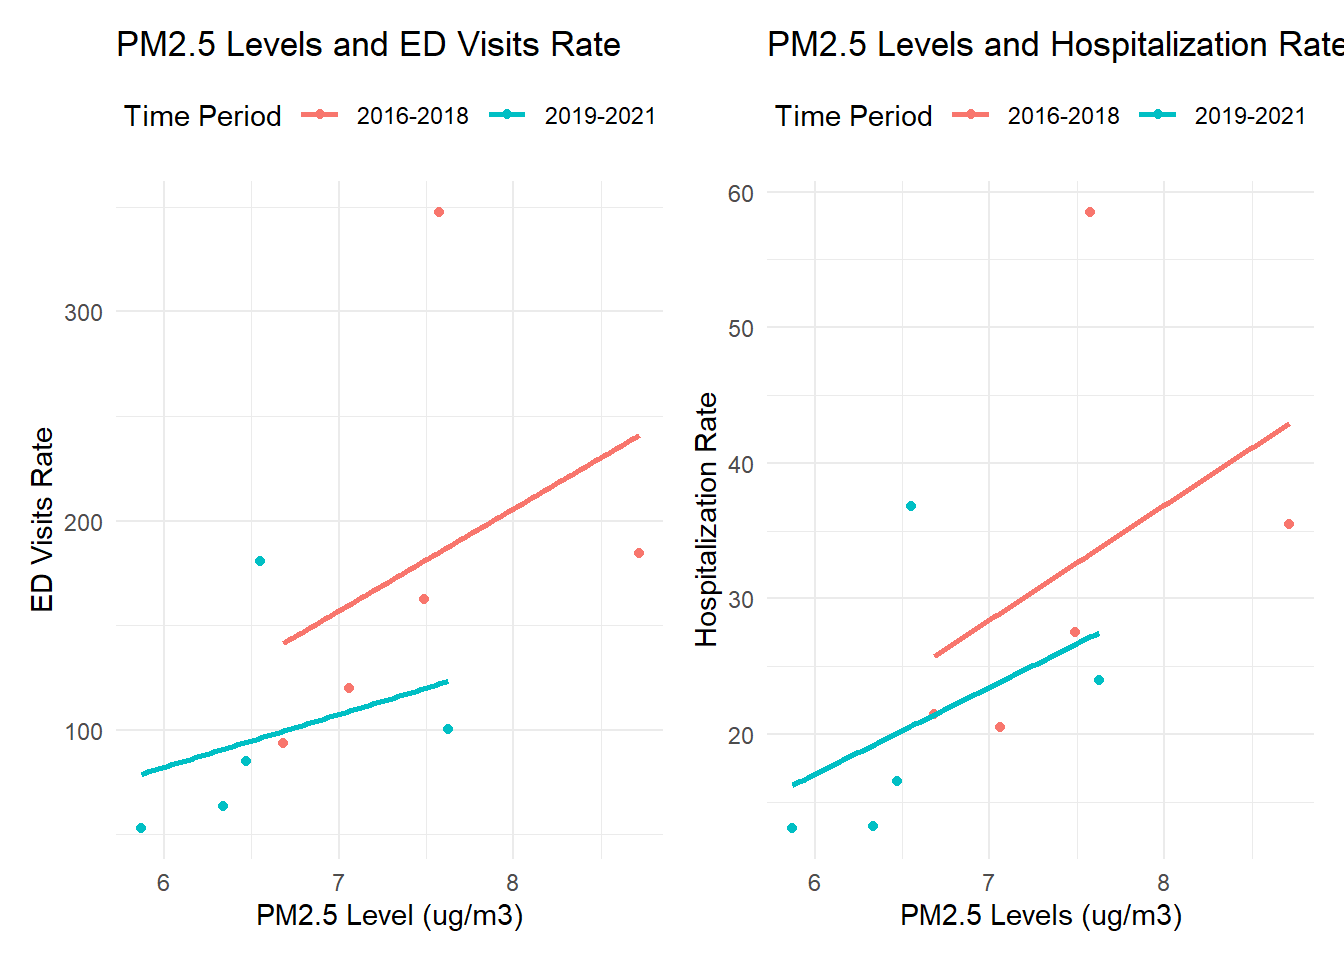 PM2.5 Levels and ED Visits Rate
Time Period 2016-2018 2019-2021
300
200
100
ED Visits Rate
6 7 8
PM2.5 Level (ug/m3)
PM2.5 Levels and Hospitalization Rate
Time Period 2016-2018 2019-2021
60
50
40
30
20
Hospitalization Rate
6 7 8
PM2.5 Levels (ug/m3)